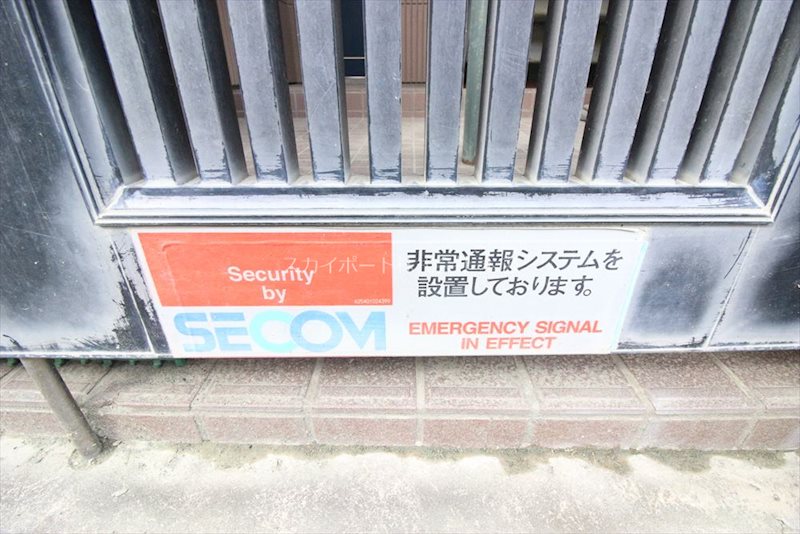 Security
by
SECOM
スカイポート
非常通報システムを
設置しております。
EMERGENCY SIGNAL
IN EFFECT